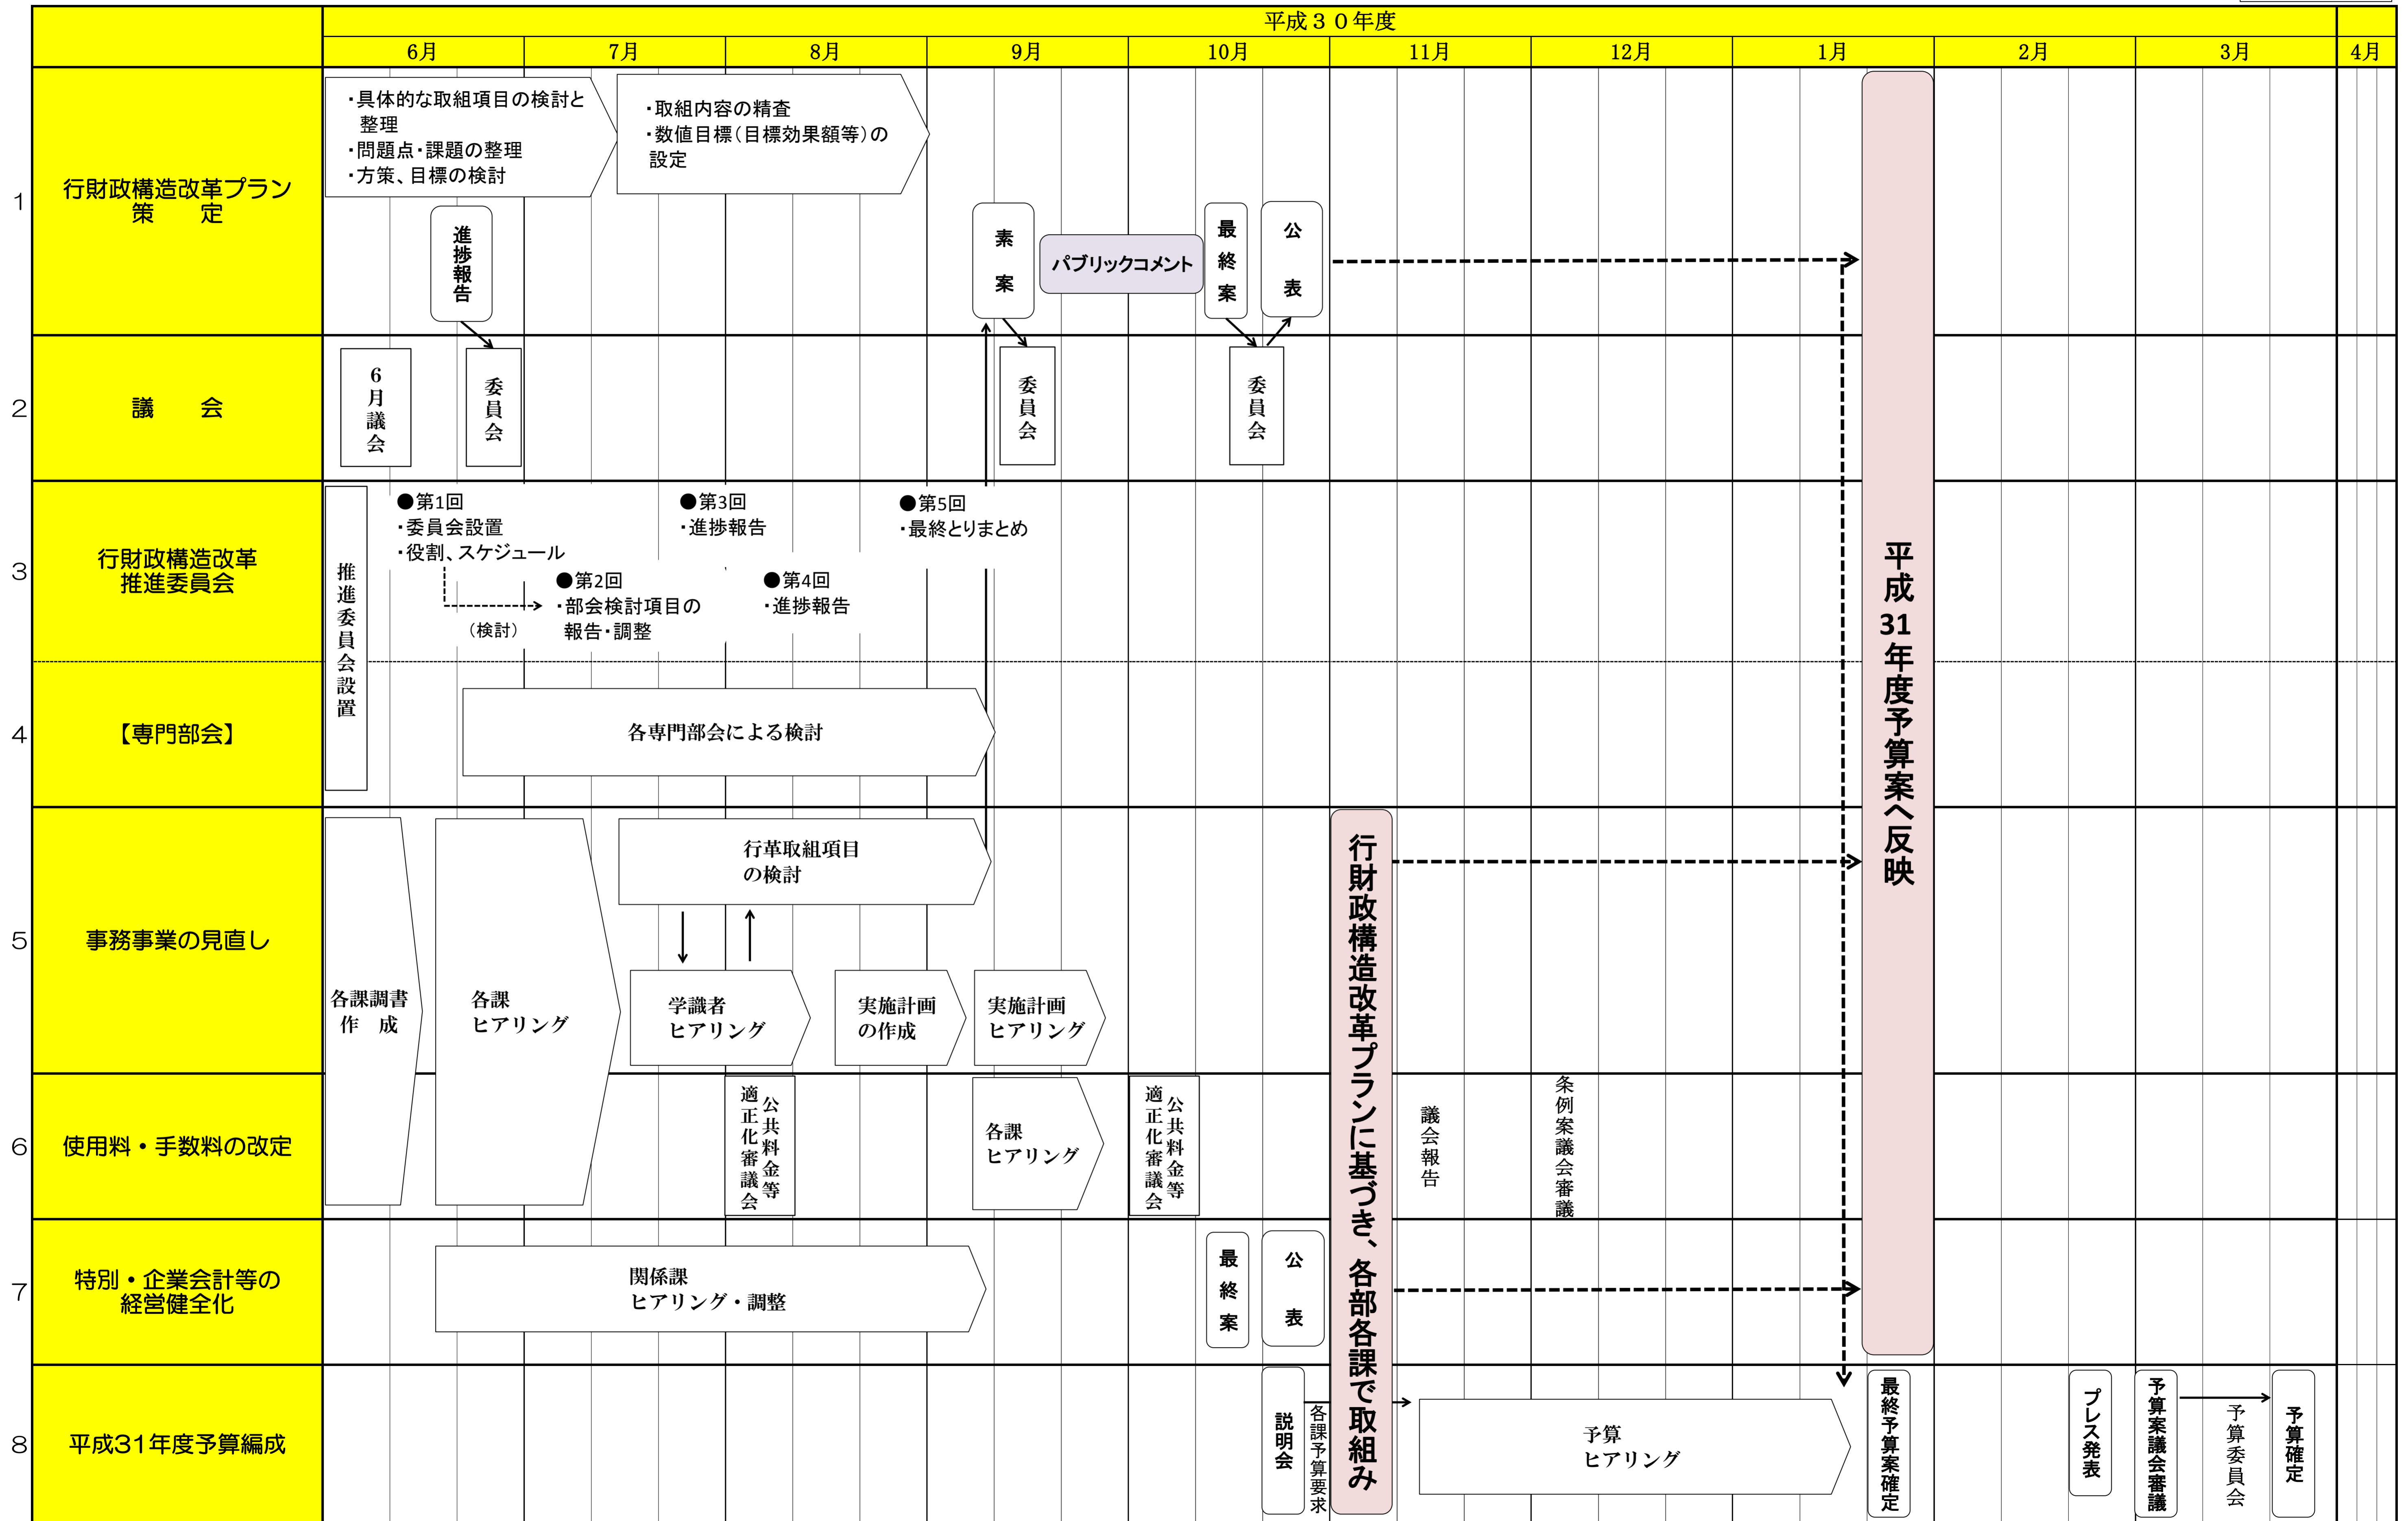 平成３０年度
6月
7月
8月
9月
10月
11月
12月
1月
2月
3月
4月
1
行財政構造改革プラン
策　　定
・具体的な取組項目の検討と
整理
・問題点・課題の整理
・方策、目標の検討
・取組内容の精査
・数値目標（目標効果額等）の
設定
進捗報告
素案
パブリックコメント
最終案
公表
2
議　　会
6月議会
委員会
委員会
委員会
3
行財政構造改革
推進委員会
推進委員会設置
●第1回
・委員会設置
・役割、スケジュール
（検討）
●第2回
・部会検討項目の
報告・調整
●第3回
・進捗報告
●第4回
・進捗報告
●第5回
・最終とりまとめ
4
【専門部会】
各専門部会による検討
平成31年度予算案へ反映
5
事務事業の見直し
各課調書
作　成
各課
ヒアリング
行革取組項目
の検討
学識者
ヒアリング
実施計画
の作成
実施計画
ヒアリング
行財政構造改革プランに基づき、各部各課で取組み
6
使用料・手数料の改定
公共料金等
適正化審議会
各課
ヒアリング
公共料金等
適正化審議会
議会報告
条例案議会審議
7
特別・企業会計等の
経営健全化
関係課
ヒアリング・調整
最終案
公表
8
平成31年度予算編成
説明会
各課予算要求
予算
ヒアリング
最終予算案確定
プレス発表
予算案議会審議
予算委員会
予算確定